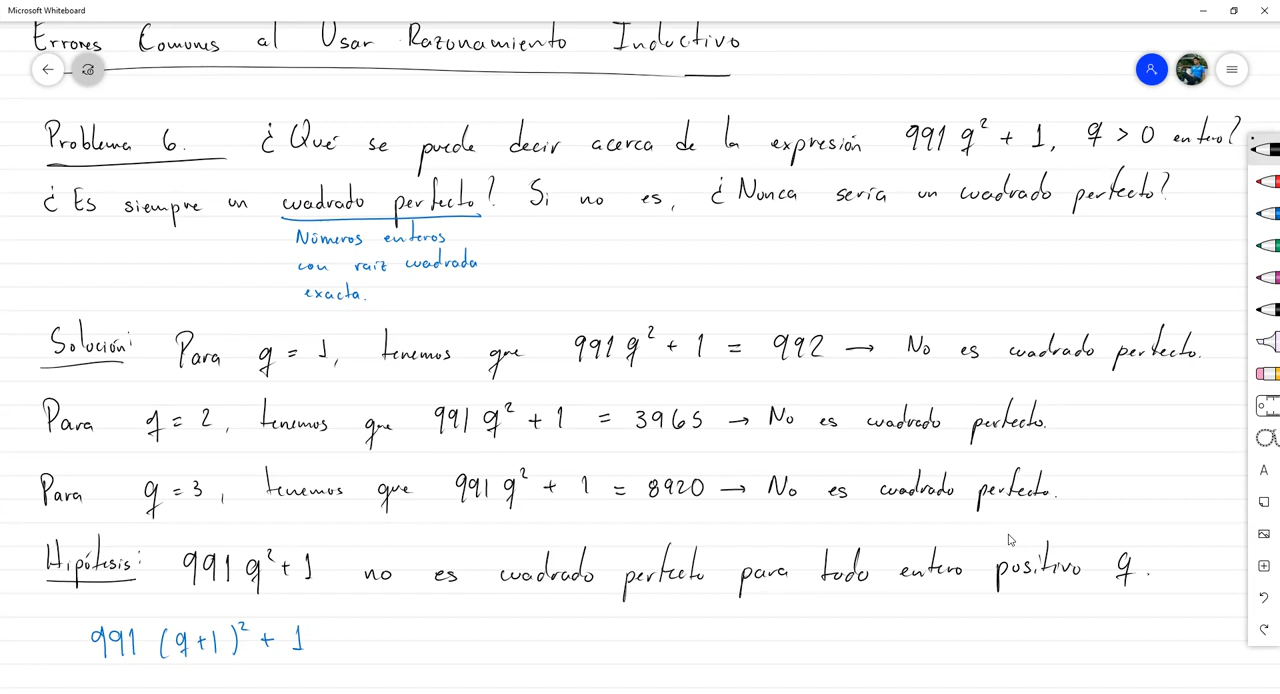 Microsoft Whiteboard
Errores Comunes al Usar Razonamiento Inductivo
Problema 6. ¿Qué se puede decir acerca de la expresión 991 q² + 1, q > 0 entero?
¿Es siempre un cuadrado perfecto? Si no es, ¿Nunca sería un cuadrado perfecto?
Números enteros
con raíz cuadrada
exacta.
Solución: Para q = 1, tenemos que 991 q² + 1 = 992 → No es cuadrado perfecto.
Para q = 2, tenemos que 991 q² + 1 = 3965 → No es cuadrado perfecto.
Para q = 3, tenemos que 991 q² + 1 = 8920 → No es cuadrado perfecto.
Hipótesis: 991 q² + 1 no es cuadrado perfecto para todo entero positivo q.
991 (q+1)² + 1